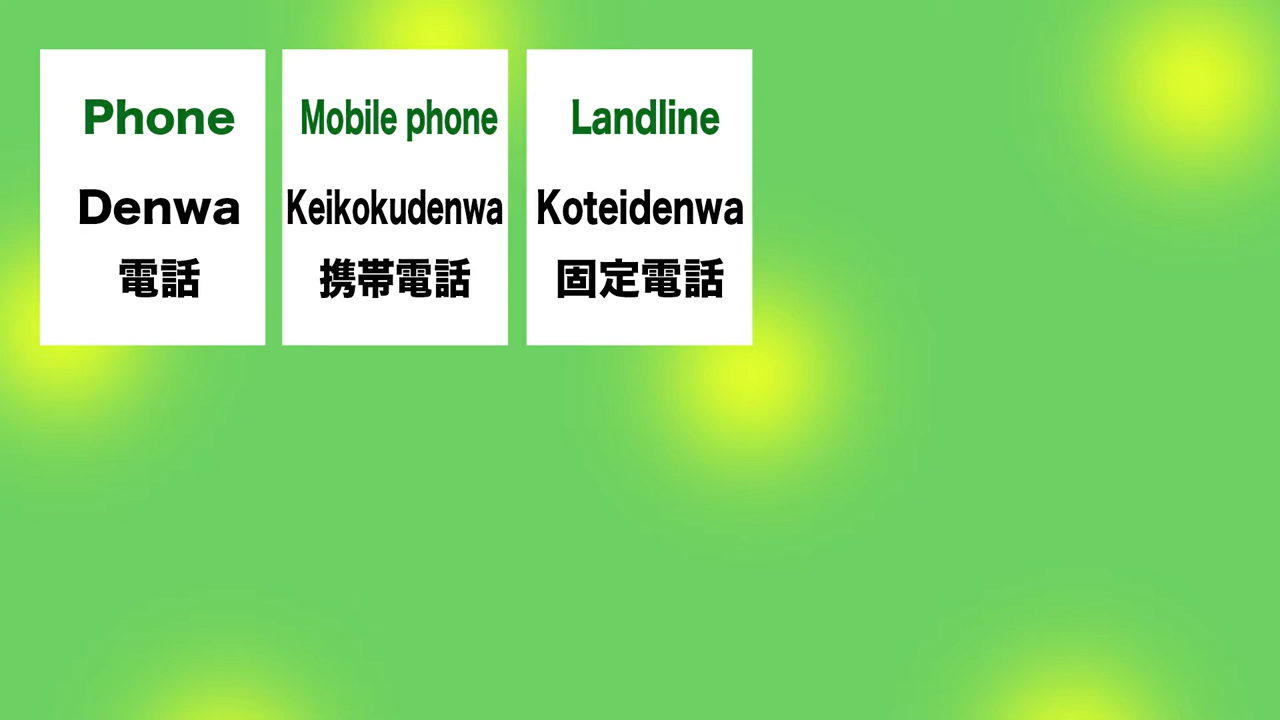 Phone
Denwa
電話
Mobile phone
Keikokudenwa
携帯電話
Landline
Koteidenwa
固定電話